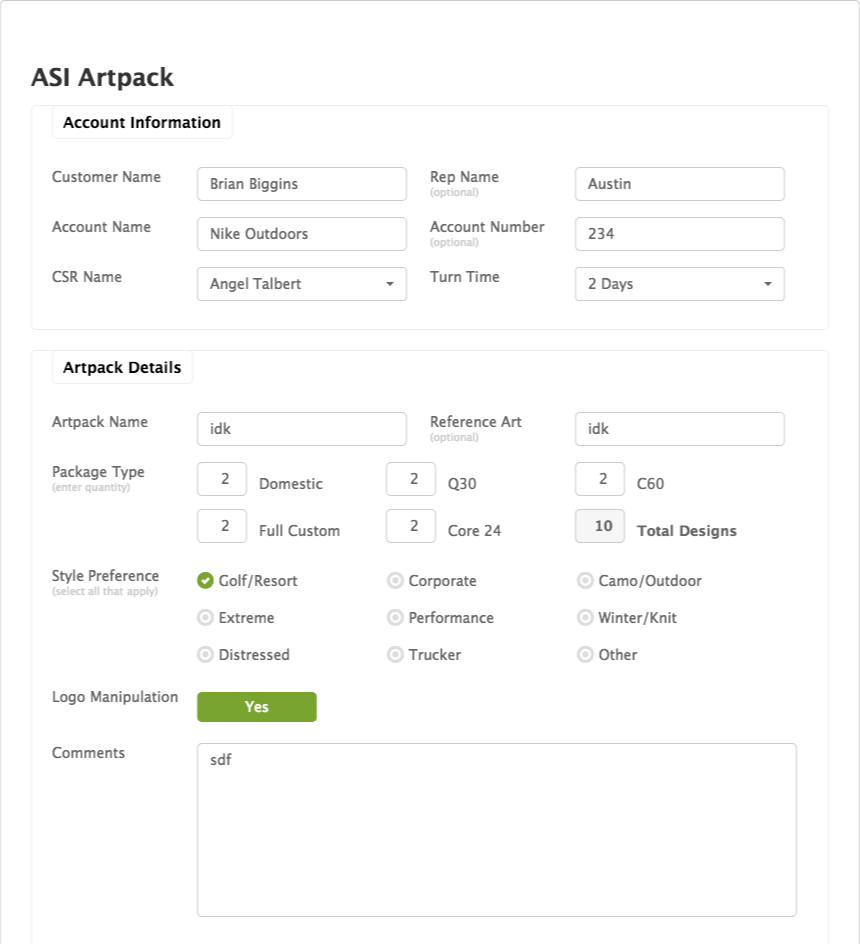 ASI Artpack
Account Information
Customer Name Brian Biggins Rep Name Austin
(optional)
Account Name Nike Outdoors Account Number 234
(optional)
CSR Name Angel Talbert Turn Time 2 Days
Artpack Details
Artpack Name idk Reference Art idk
(optional)
Package Type 2 Domestic 2 Q30 2 C60
(enter quantity)
2 Full Custom 2 Core 24 10 Total Designs
Style Preference Golf/Resort Corporate Camo/Outdoor
(select all that apply)
Extreme Performance Winter/Knit
Distressed Trucker Other
Logo Manipulation Yes
Comments sdf